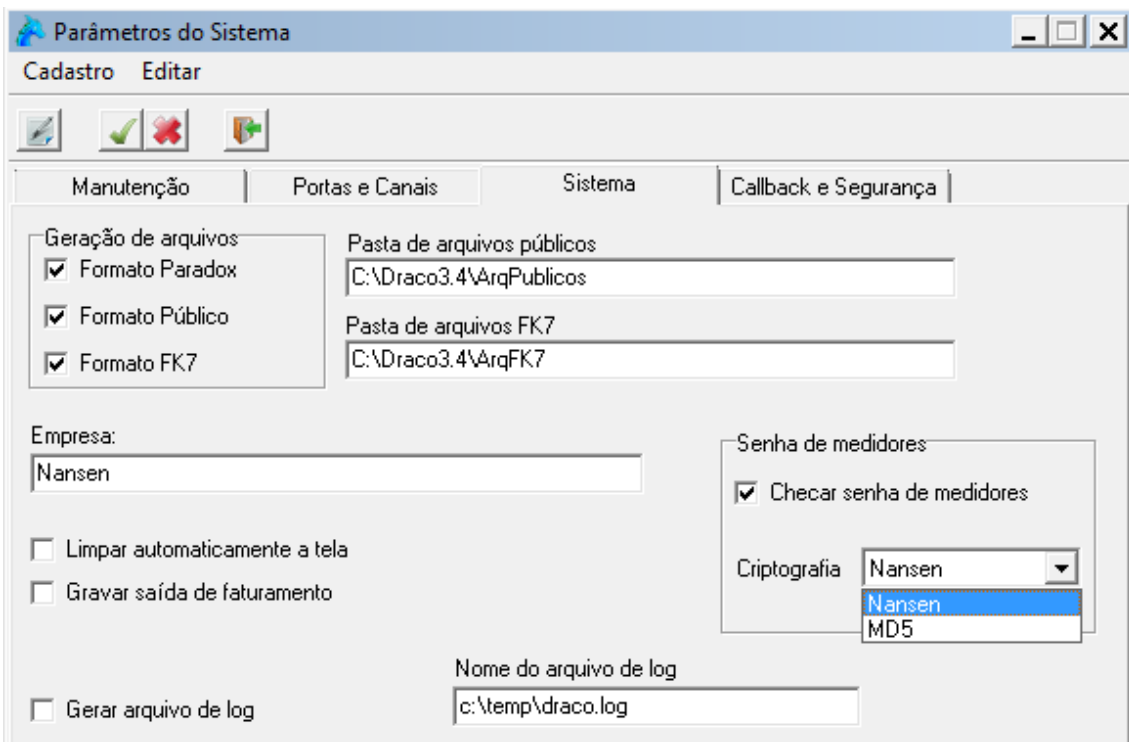 Parâmetros do Sistema
Cadastro Editar
Manutenção Portas e Canais Sistema Callback e Segurança
Geração de arquivos
Formato Paradox
Formato Público
Formato FK7
Pasta de arquivos públicos
C:\Draco3.4\ArqPublicos
Pasta de arquivos FK7
C:\Draco3.4\ArqFK7
Empresa:
Nansen
Limpar automaticamente a tela
Gravar saída de faturamento
Senha de medidores
Checar senha de medidores
Criptografia Nansen
Nansen
MD5
Gerar arquivo de log
Nome do arquivo de log
c:\temp\draco.log